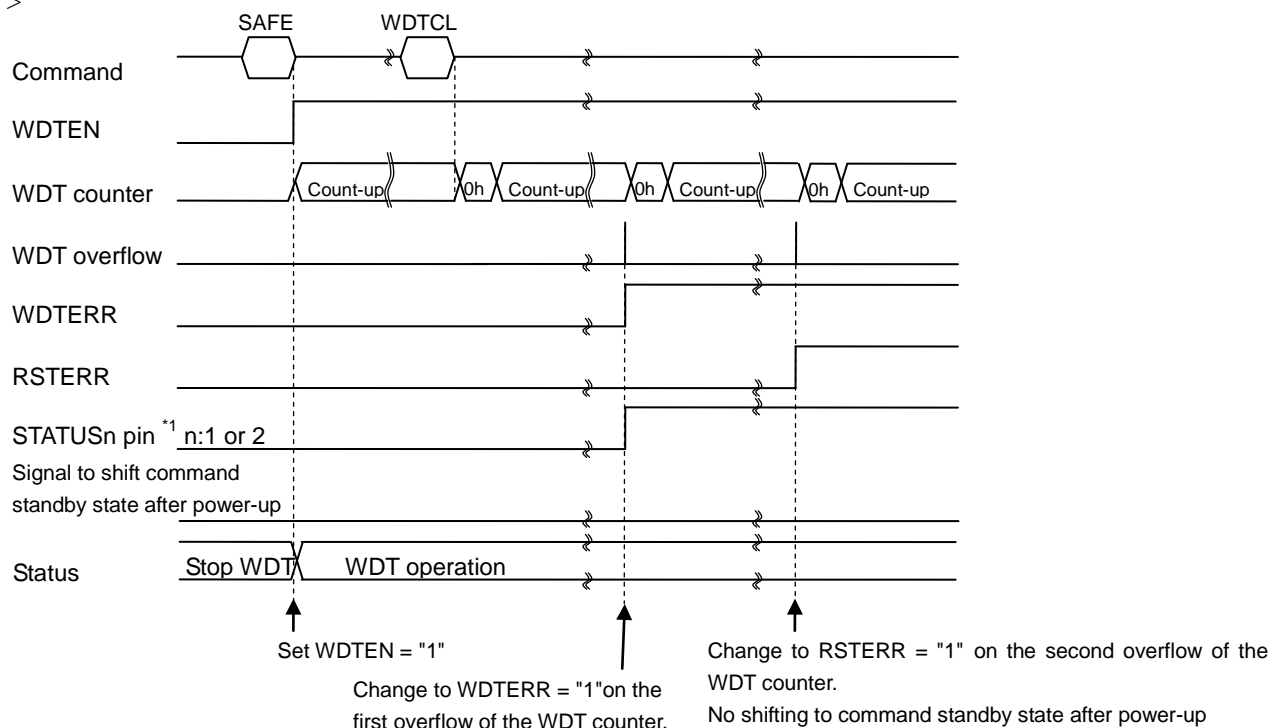 >
SAFE WDTCL
Command
WDTEN
WDT counter Count-up 0h Count-up 0h Count-up 0h Count-up
WDT overflow
WDTERR
RSTERR
STATUSn pin *1 n:1 or 2
Signal to shift command
standby state after power-up
Status Stop WDT WDT operation
Set WDTEN = "1"
Change to WDTERR = "1"on the
first overflow of the WDT counter.
Change to RSTERR = "1" on the second overflow of the
WDT counter.
No shifting to command standby state after power-up